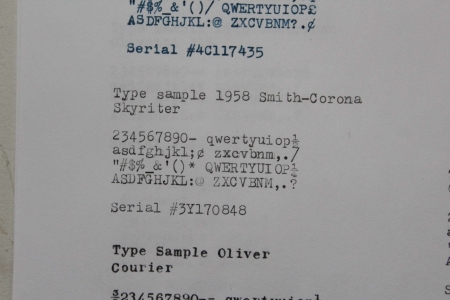 "#$%_&'()/ QWERTYUIOP£
ASDFGHJKL:@ ZXCVBNM?.¢
Serial #4C117435
Type sample 1958 Smith-Corona
Skyriter
234567890- qwertyuiop½
asdfghjkl;¢ zxcvbnm,./
"#$%_&'()* QWERTYUIOP¼
ASDFGHJKL:@ ZXCVBNM,.?
Serial #3Y170848
Type Sample Oliver
Courier